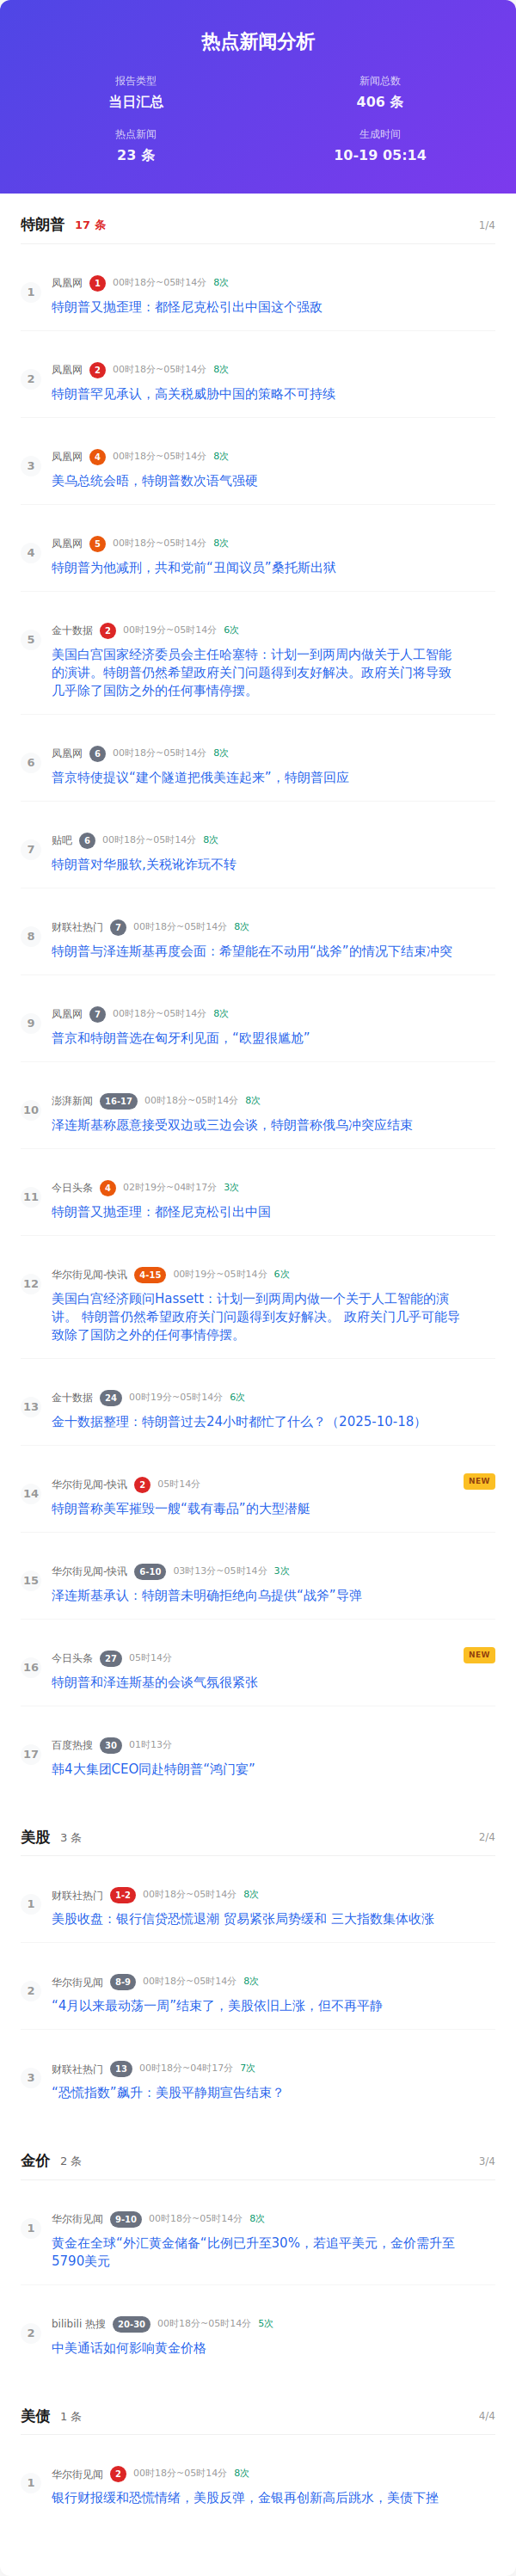 热点新闻分析
报告类型
当日汇总
新闻总数
406 条
热点新闻
23 条
生成时间
10-19 05:14
特朗普 17 条 1/4
1 凤凰网 1 00时18分~05时14分 8次
特朗普又抛歪理：都怪尼克松引出中国这个强敌
2 凤凰网 2 00时18分~05时14分 8次
特朗普罕见承认，高关税威胁中国的策略不可持续
3 凤凰网 4 00时18分~05时14分 8次
美乌总统会晤，特朗普数次语气强硬
4 凤凰网 5 00时18分~05时14分 8次
特朗普为他减刑，共和党前“丑闻议员”桑托斯出狱
5 金十数据 2 00时19分~05时14分 6次
美国白宫国家经济委员会主任哈塞特：计划一到两周内做关于人工智能
的演讲。特朗普仍然希望政府关门问题得到友好解决。政府关门将导致
几乎除了国防之外的任何事情停摆。
6 凤凰网 6 00时18分~05时14分 8次
普京特使提议“建个隧道把俄美连起来”，特朗普回应
7 贴吧 6 00时18分~05时14分 8次
特朗普对华服软,关税讹诈玩不转
8 财联社热门 7 00时18分~05时14分 8次
特朗普与泽连斯基再度会面：希望能在不动用“战斧”的情况下结束冲突
9 凤凰网 7 00时18分~05时14分 8次
普京和特朗普选在匈牙利见面，“欧盟很尴尬”
10 澎湃新闻 16-17 00时18分~05时14分 8次
泽连斯基称愿意接受双边或三边会谈，特朗普称俄乌冲突应结束
11 今日头条 4 02时19分~04时17分 3次
特朗普又抛歪理：都怪尼克松引出中国
12 华尔街见闻-快讯 4-15 00时19分~05时14分 6次
美国白宫经济顾问Hassett：计划一到两周内做一个关于人工智能的演
讲。 特朗普仍然希望政府关门问题得到友好解决。 政府关门几乎可能导
致除了国防之外的任何事情停摆。
13 金十数据 24 00时19分~05时14分 6次
金十数据整理：特朗普过去24小时都忙了什么？（2025-10-18）
14 华尔街见闻-快讯 2 05时14分 NEW
特朗普称美军摧毁一艘“载有毒品”的大型潜艇
15 华尔街见闻-快讯 6-10 03时13分~05时14分 3次
泽连斯基承认：特朗普未明确拒绝向乌提供“战斧”导弹
16 今日头条 27 05时14分 NEW
特朗普和泽连斯基的会谈气氛很紧张
17 百度热搜 30 01时13分
韩4大集团CEO同赴特朗普“鸿门宴”
美股 3 条 2/4
1 财联社热门 1-2 00时18分~05时14分 8次
美股收盘：银行信贷恐慌退潮 贸易紧张局势缓和 三大指数集体收涨
2 华尔街见闻 8-9 00时18分~05时14分 8次
“4月以来最动荡一周”结束了，美股依旧上涨，但不再平静
3 财联社热门 13 00时18分~04时17分 7次
“恐慌指数”飙升：美股平静期宣告结束？
金价 2 条 3/4
1 华尔街见闻 9-10 00时18分~05时14分 8次
黄金在全球“外汇黄金储备“比例已升至30%，若追平美元，金价需升至
5790美元
2 bilibili 热搜 20-30 00时18分~05时14分 5次
中美通话如何影响黄金价格
美债 1 条 4/4
1 华尔街见闻 2 00时18分~05时14分 8次
银行财报缓和恐慌情绪，美股反弹，金银再创新高后跳水，美债下挫